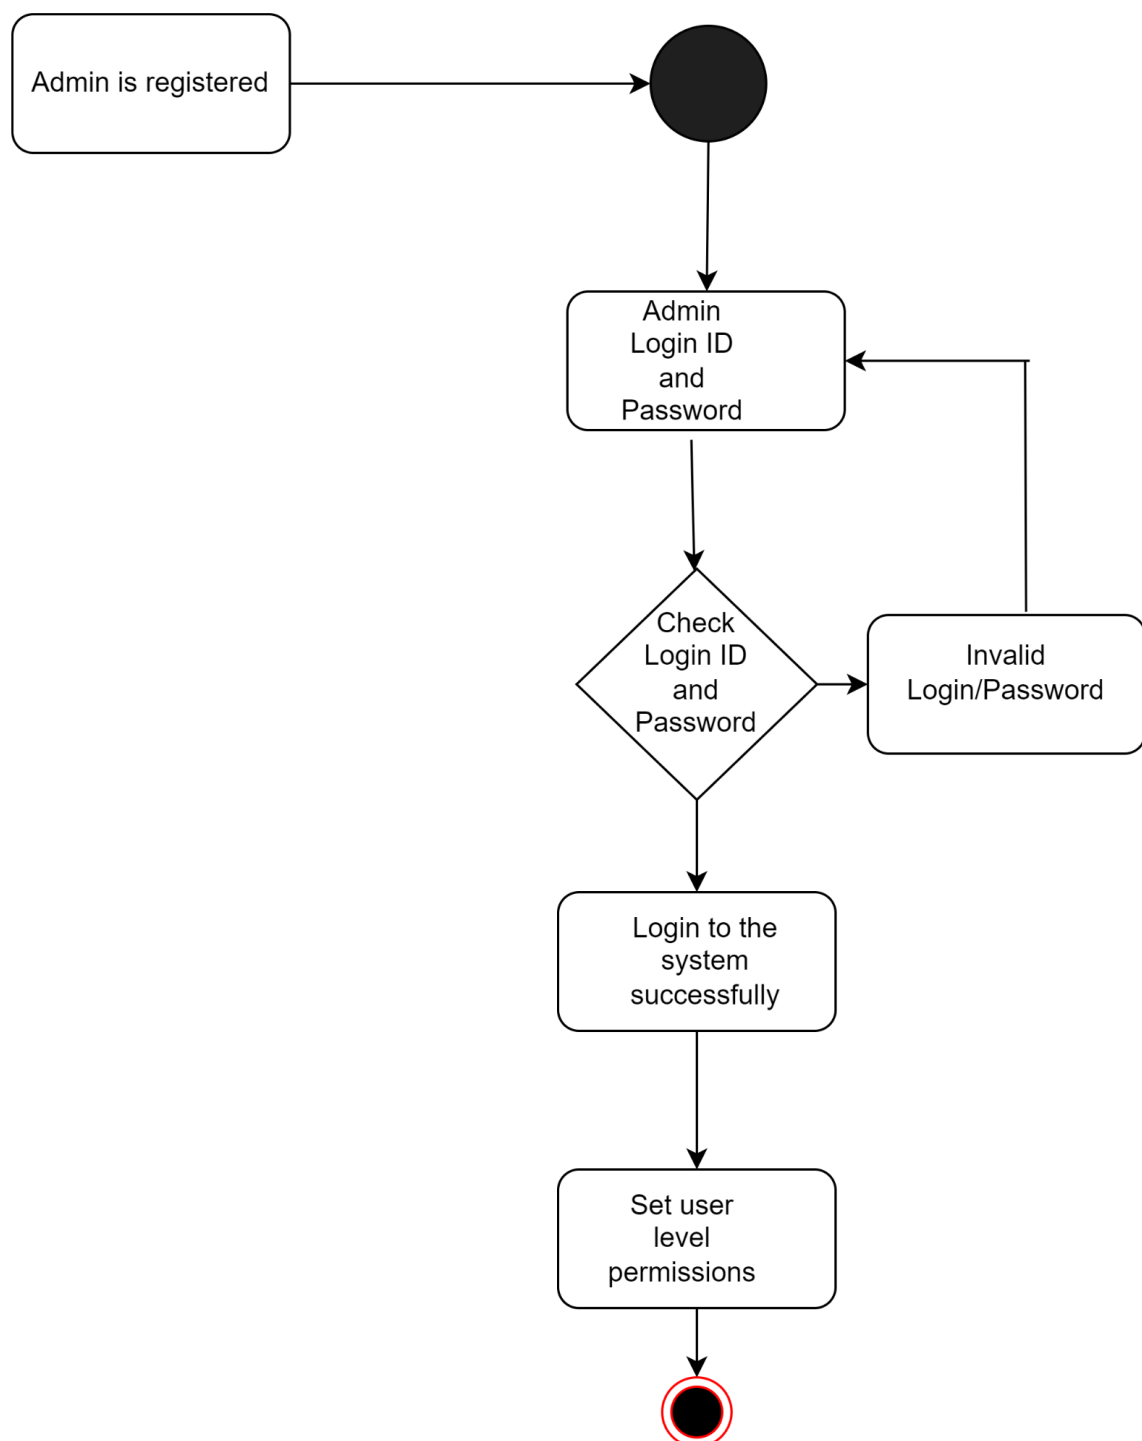 Admin is registered
Admin
Login ID
and
Password
Check
Login ID
and
Password
Invalid
Login/Password
Login to the
system
successfully
Set user
level
permissions